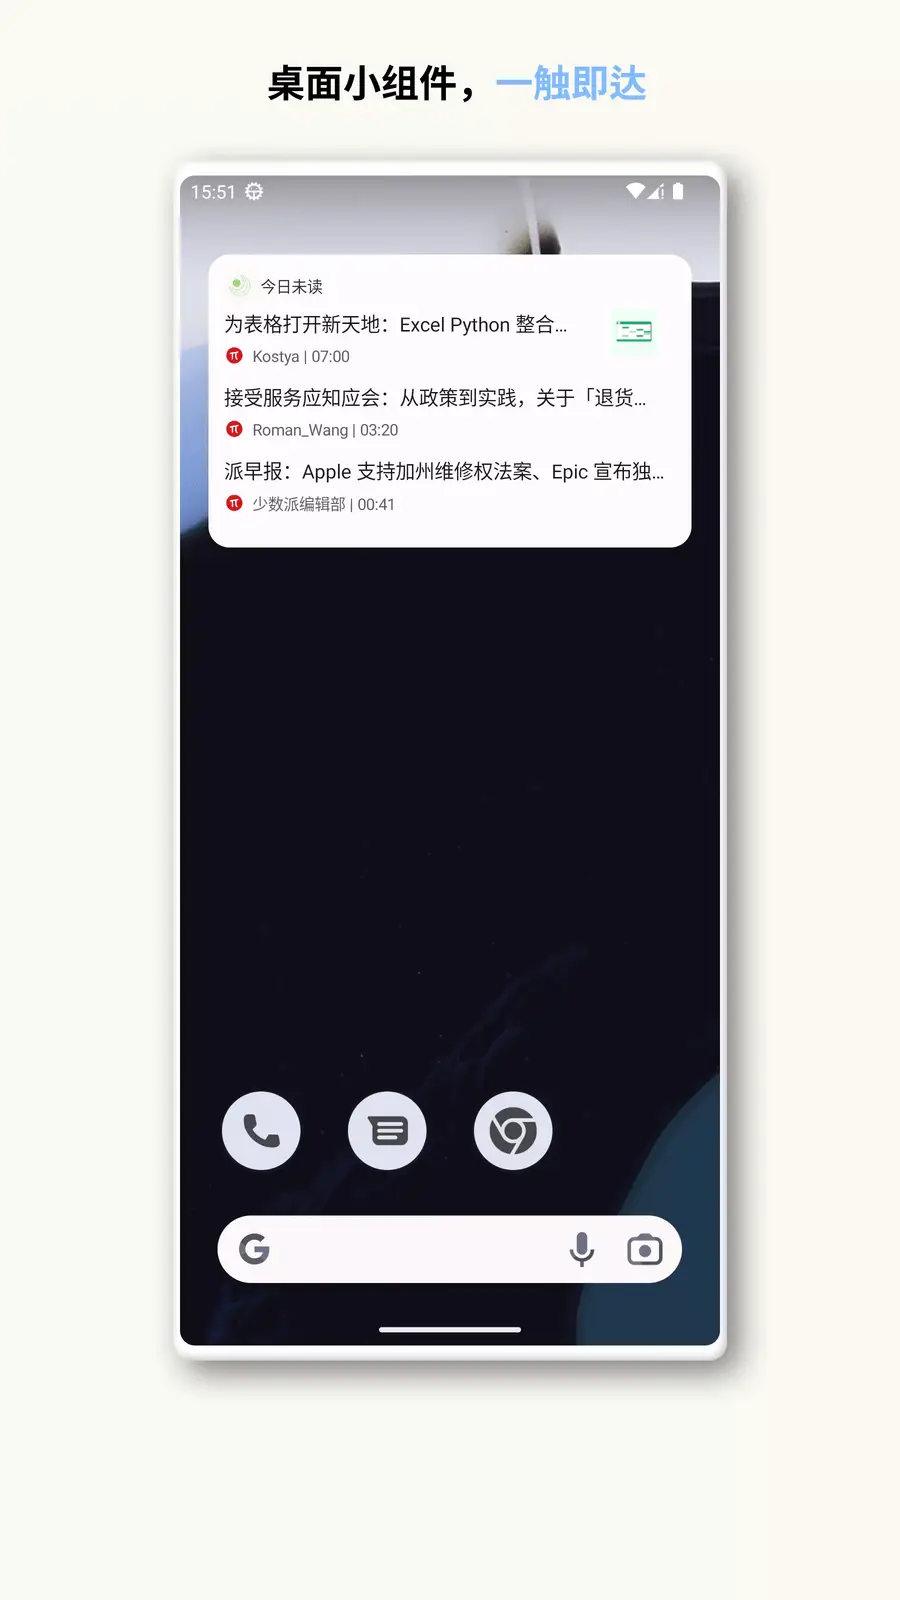 桌面小组件，一触即达
15:51
今日未读
为表格打开新天地：Excel Python 整合...
Kostya | 07:00
接受服务应知应会：从政策到实践，关于「退货...
Roman_Wang | 03:20
派早报：Apple 支持加州维修权法案、Epic 宣布独...
少数派编辑部 | 00:41